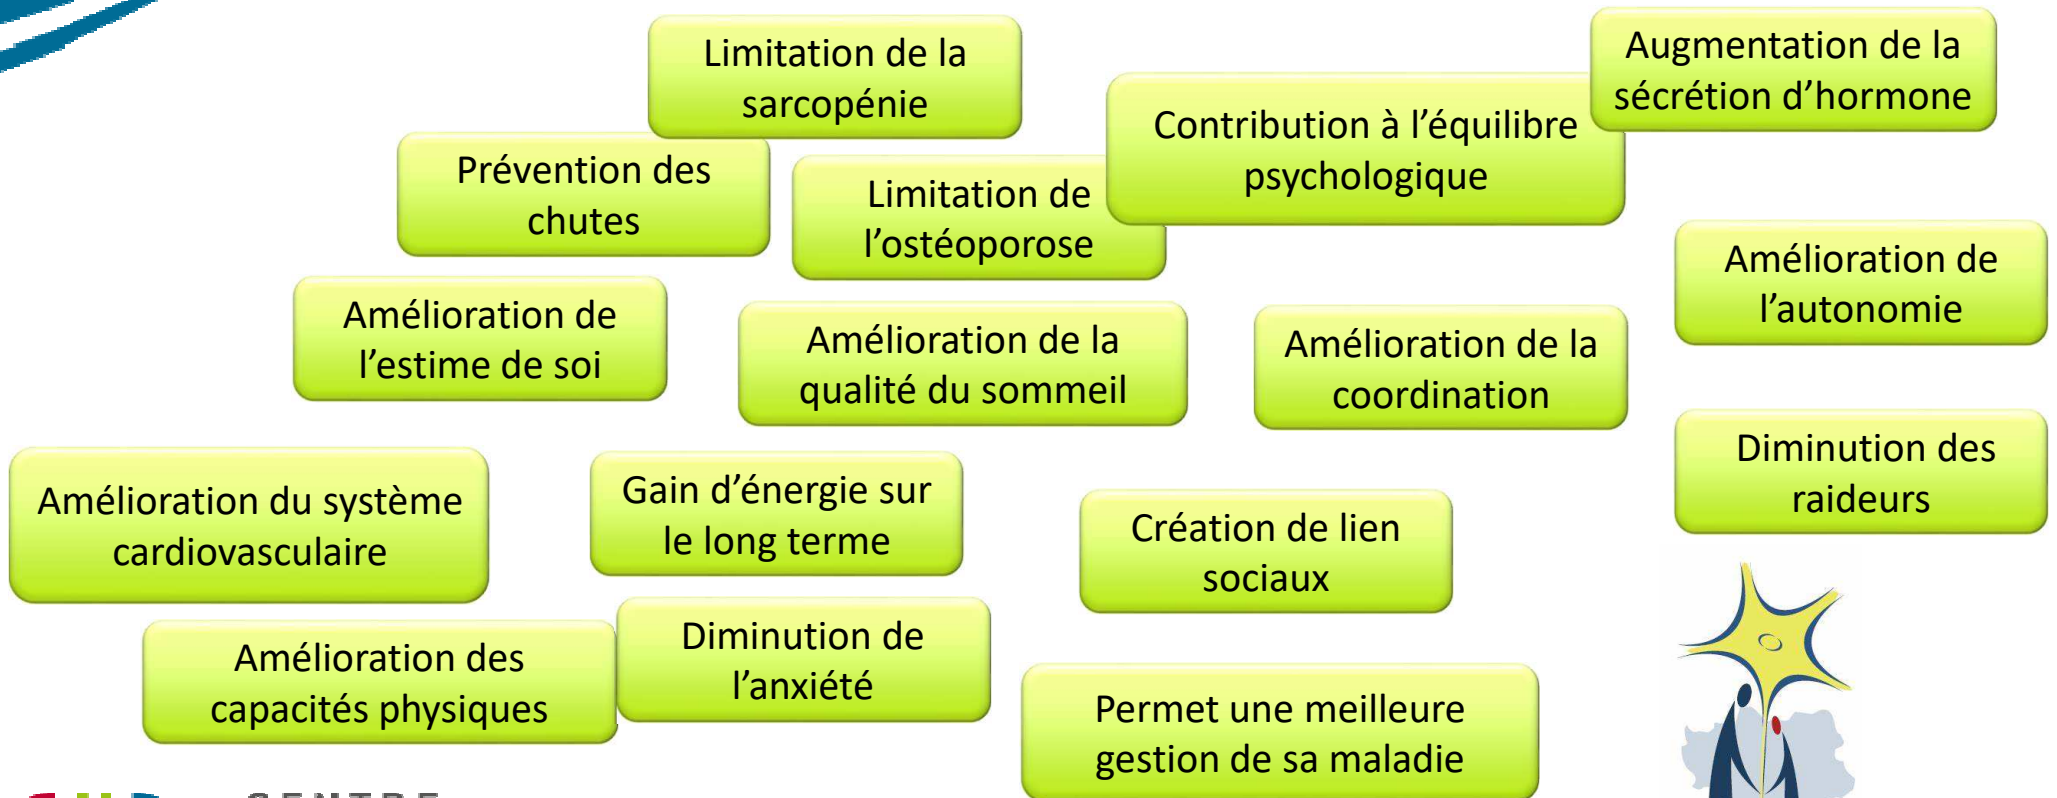 Limitation de la
sarcopénie
Augmentation de la
sécrétion d’hormone
Contribution à l’équilibre
psychologique
Prévention des
chutes
Limitation de
l’ostéoporose
Amélioration de
l’autonomie
Amélioration de
l’estime de soi
Amélioration de la
qualité du sommeil
Amélioration de la
coordination
Diminution des
raideurs
Amélioration du système
cardiovasculaire
Gain d’énergie sur
le long terme
Création de lien
sociaux
Amélioration des
capacités physiques
Diminution de
l’anxiété
Permet une meilleure
gestion de sa maladie